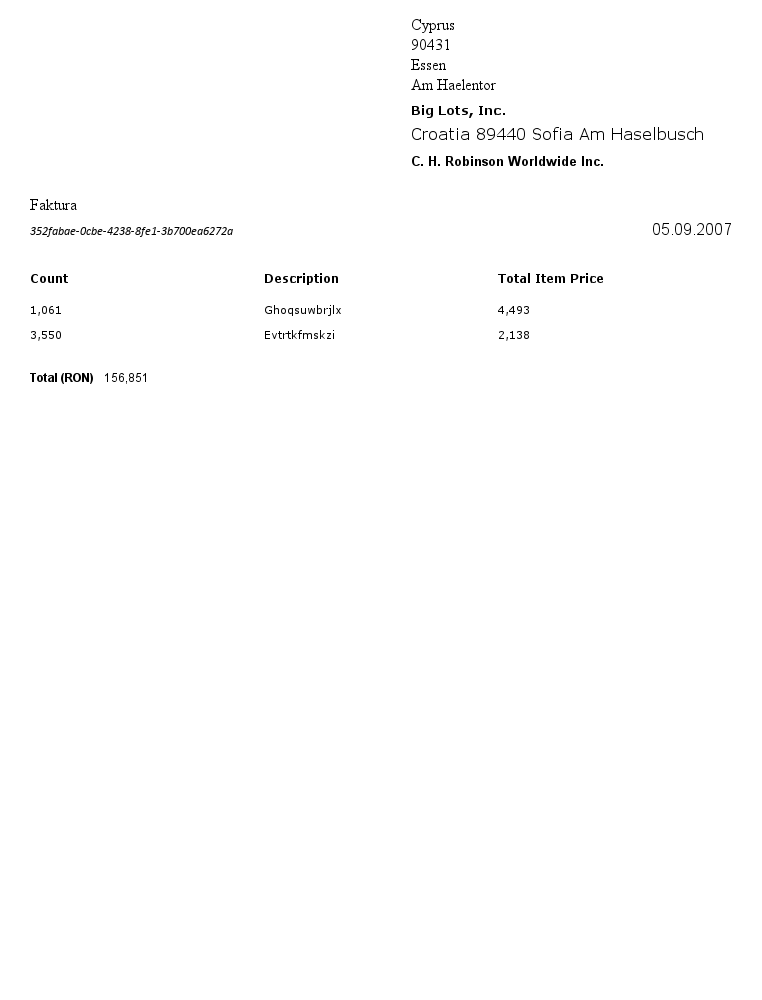 Cyprus
90431
Essen
Am Haelentor
Big Lots, Inc.
Croatia 89440 Sofia Am Haselbusch
C. H. Robinson Worldwide Inc.
Faktura
352fabae-0cbe-4238-8fe1-3b700ea6272a 05.09.2007
Count Description Total Item Price
1,061 Ghoqsuwbrjlx 4,493
3,550 Evtrtkfmskzi 2,138
Total (RON) 156,851